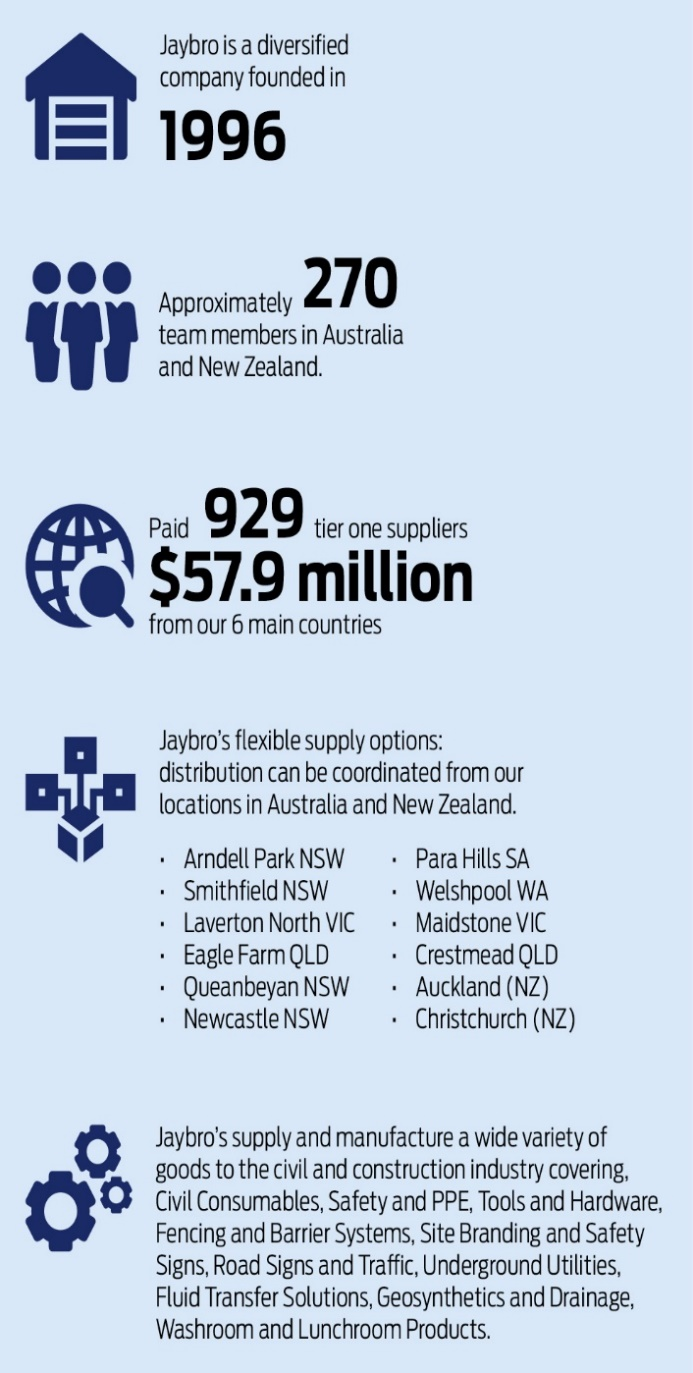 Jaybro is a diversified
company founded in
1996
Approximately 270
team members in Australia
and New Zealand.
Paid 929 tier one suppliers
$57.9 million
from our 6 main countries
Jaybro's flexible supply options:
distribution can be coordinated from our
locations in Australia and New Zealand.
· Arndell Park NSW
· Smithfield NSW
· Laverton North VIC
· Eagle Farm QLD
· Queanbeyan NSW
· Newcastle NSW
· Para Hills SA
· Welshpool WA
· Maidstone VIC
· Crestmead QLD
· Auckland (NZ)
· Christchurch (NZ)
Jaybro's supply and manufacture a wide variety of
goods to the civil and construction industry covering,
Civil Consumables, Safety and PPE, Tools and Hardware,
Fencing and Barrier Systems, Site Branding and Safety
Signs, Road Signs and Traffic, Underground Utilities,
Fluid Transfer Solutions, Geosynthetics and Drainage,
Washroom and Lunchroom Products.